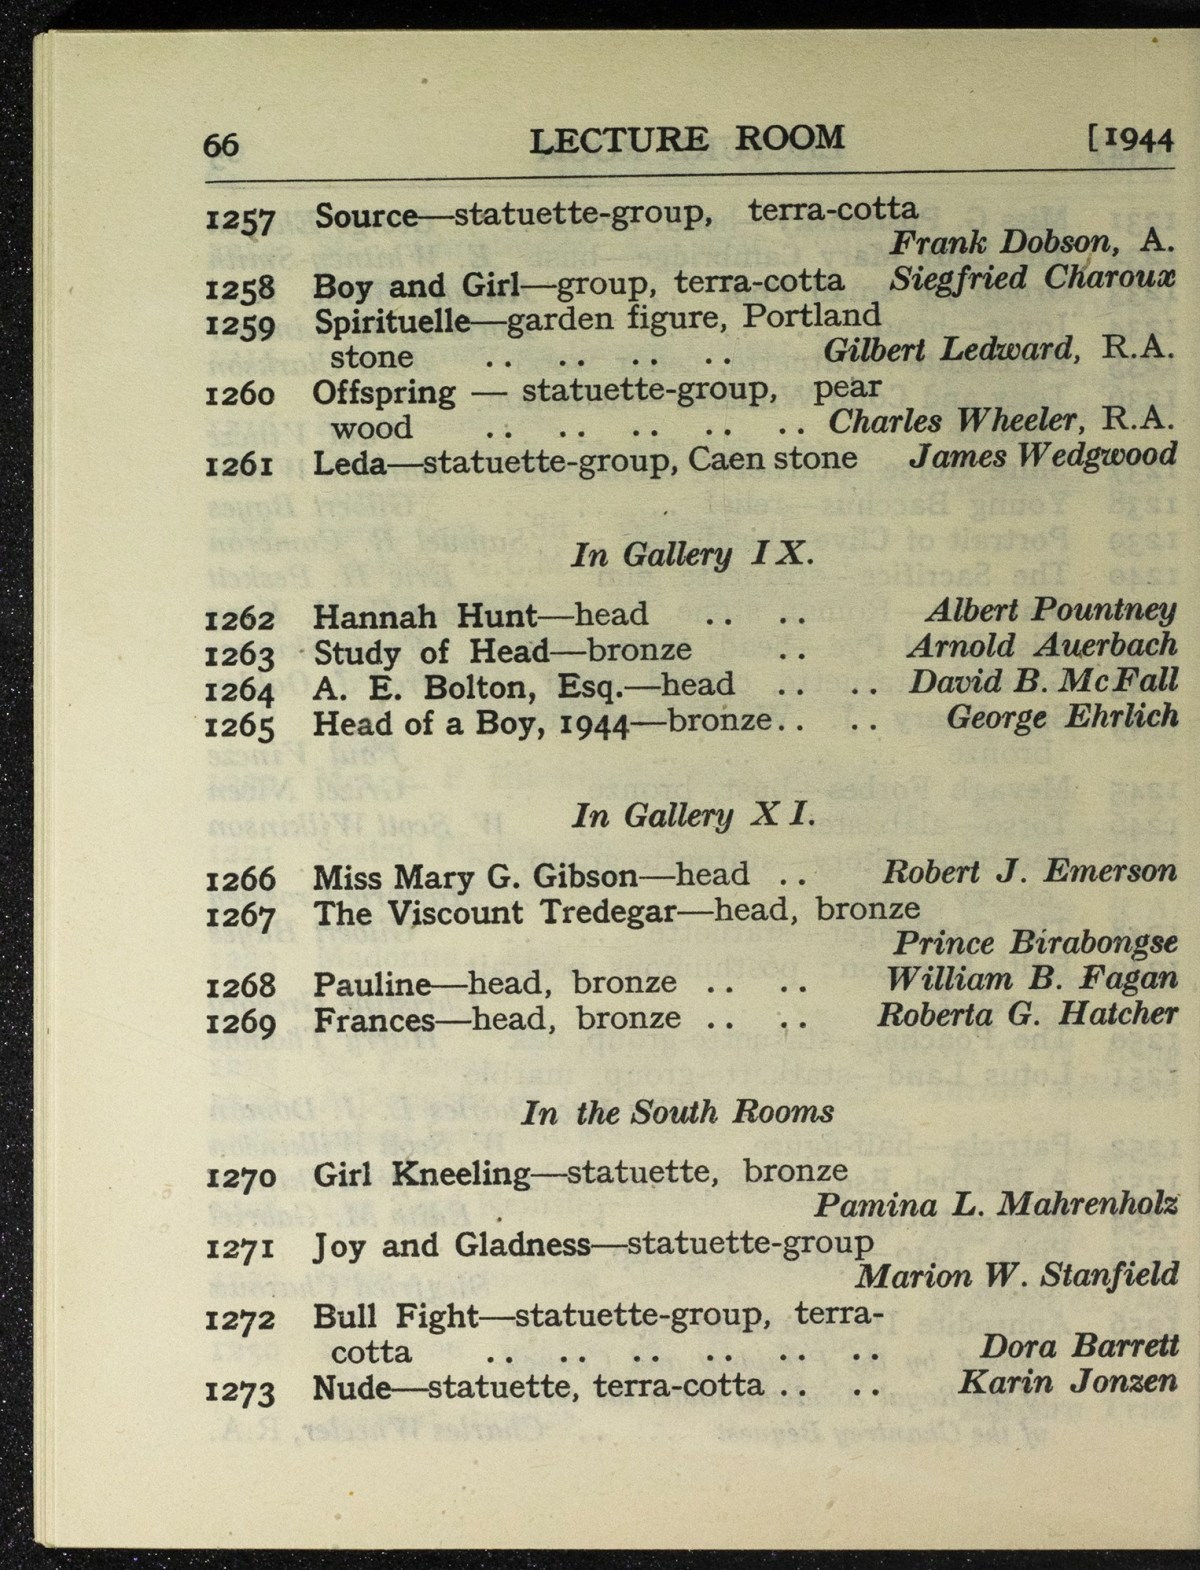 66 LECTURE ROOM [1944
1257 Source—statuette-group, terra-cotta
Frank Dobson, A.
1258 Boy and Girl—group, terra-cotta Siegfried Charoux
1259 Spirituelle—garden figure, Portland
stone .. .. .. .. Gilbert Ledward, R.A.
1260 Offspring — statuette-group, pear
wood .. .. .. .. .. Charles Wheeler, R.A.
1261 Leda—statuette-group, Caen stone James Wedgwood
In Gallery IX.
1262 Hannah Hunt—head .. .. Albert Pountney
1263 Study of Head—bronze .. Arnold Auerbach
1264 A. E. Bolton, Esq.—head .. .. David B. McFall
1265 Head of a Boy, 1944—bronze.. .. George Ehrlich
In Gallery XI.
1266 Miss Mary G. Gibson—head .. Robert J. Emerson
1267 The Viscount Tredegar—head, bronze
Prince Birabongse
1268 Pauline—head, bronze .. .. William B. Fagan
1269 Frances—head, bronze .. .. Roberta G. Hatcher
In the South Rooms
1270 Girl Kneeling—statuette, bronze
Pamina L. Mahrenholz
1271 Joy and Gladness—statuette-group
Marion W. Stanfield
1272 Bull Fight—statuette-group, terra-
cotta .. .. .. .. .. .. Dora Barrett
1273 Nude—statuette, terra-cotta .. .. Karin Jonzen